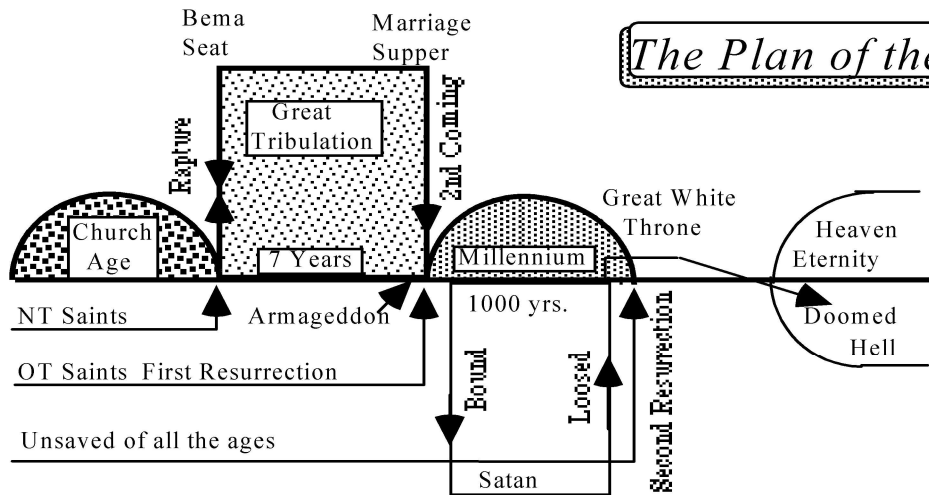 Bema
Seat
Marriage
Supper
The Plan of the
Great
Tribulation
Rapture
2nd Coming
Church
Age
7 Years
Millennium
Great White
Throne
Heaven
Eternity
NT Saints
Armageddon
1000 yrs.
Doomed
Hell
OT Saints First Resurrection
Bound
Loosed
Second Resurrection
Unsaved of all the ages
Satan